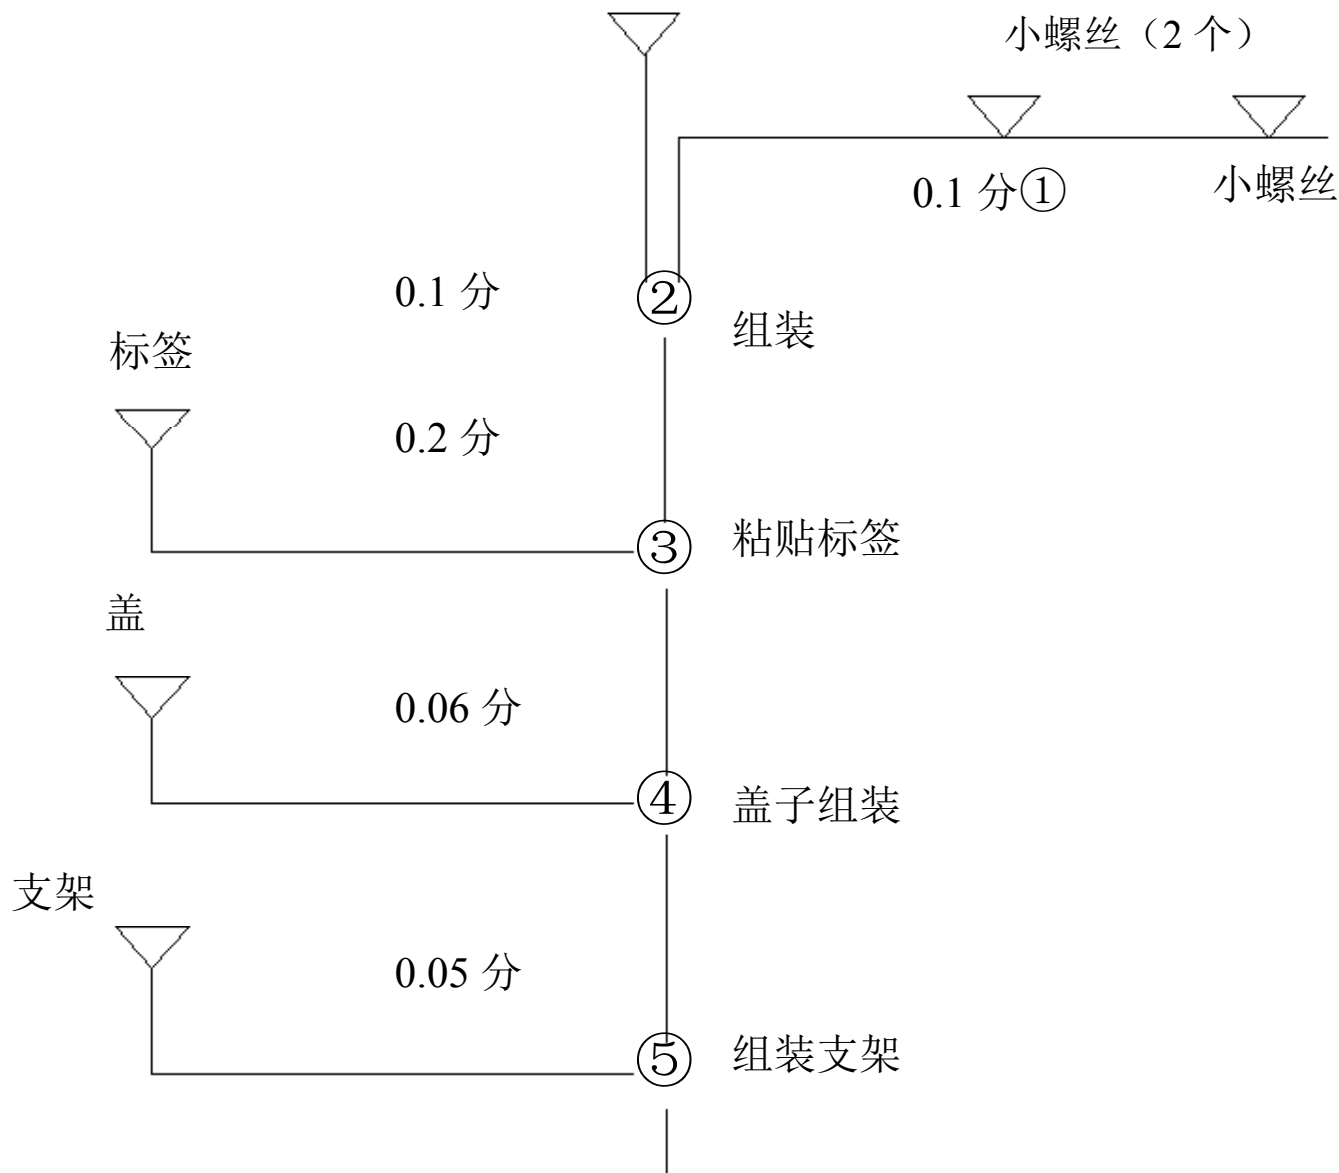 小螺丝（2 个）
0.1 分①
小螺丝
0.1 分
②
组装
标签
0.2 分
③
粘贴标签
盖
0.06 分
④
盖子组装
支架
0.05 分
⑤
组装支架